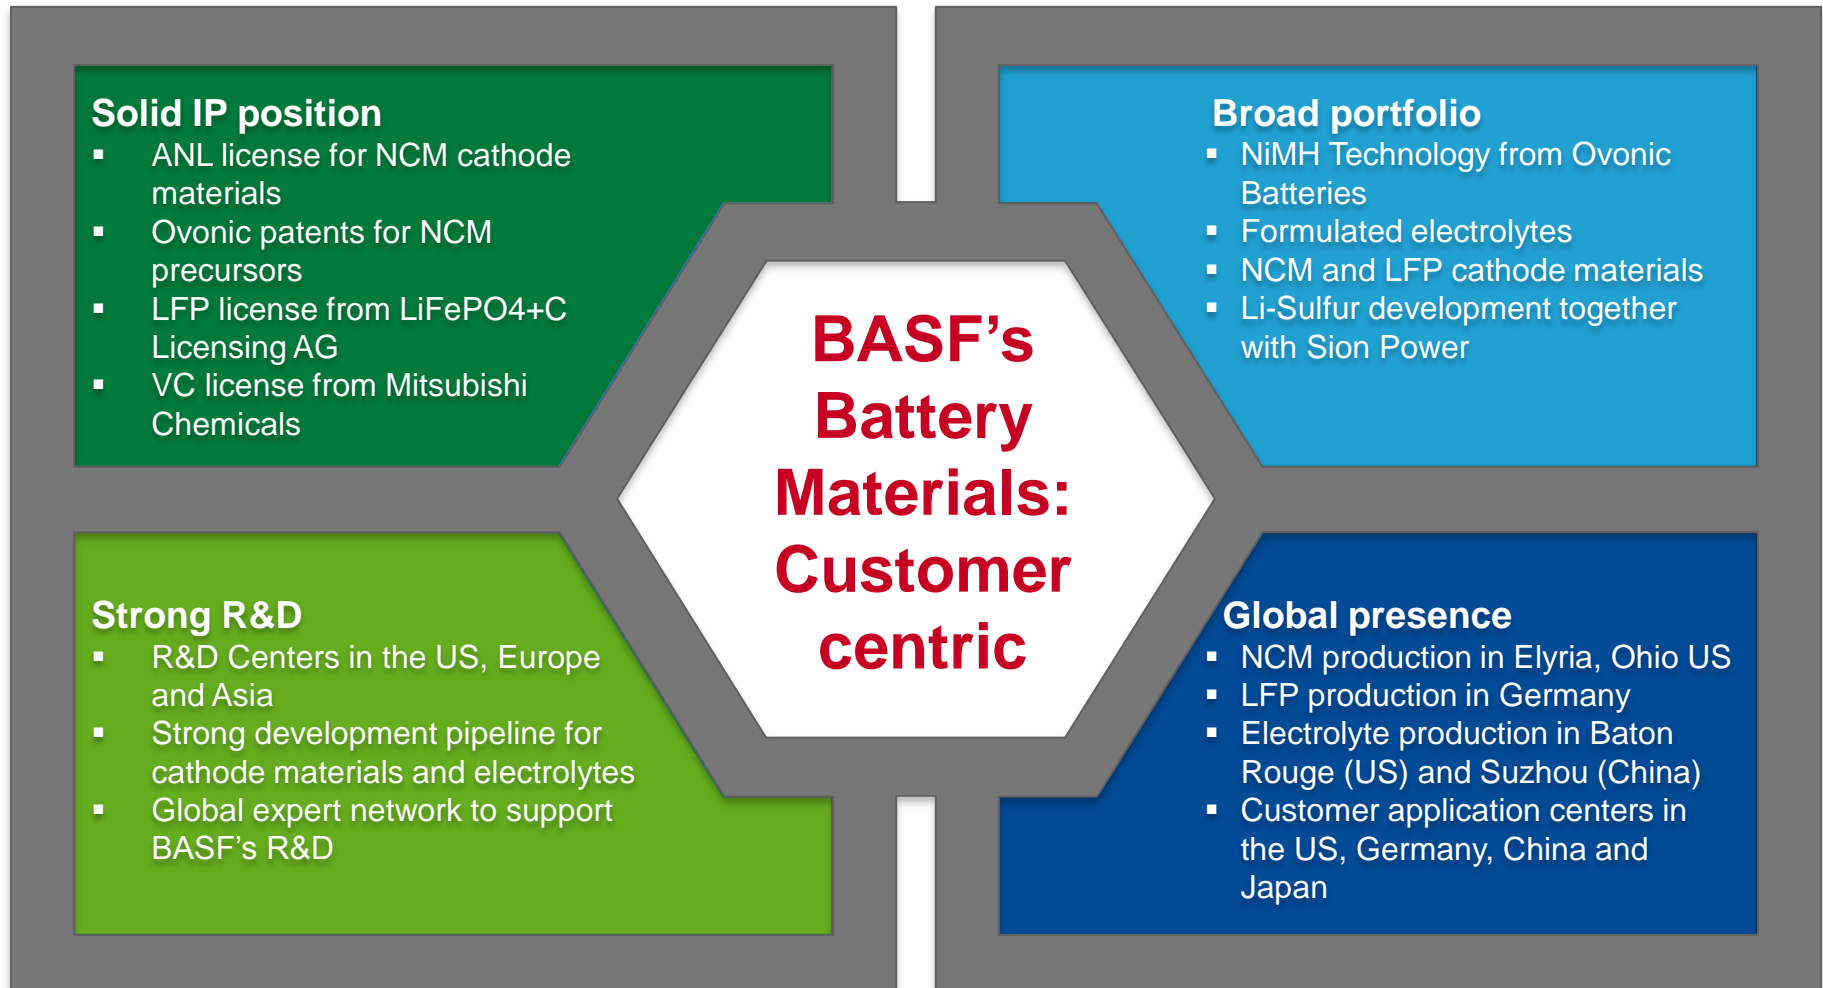 Solid IP position
▪ ANL license for NCM cathode
materials
▪ Ovonic patents for NCM
precursors
▪ LFP license from LiFePO4+C
Licensing AG
▪ VC license from Mitsubishi
Chemicals
Broad portfolio
▪ NiMH Technology from Ovonic
Batteries
▪ Formulated electrolytes
▪ NCM and LFP cathode materials
▪ Li-Sulfur development together
with Sion Power
BASF’s
Battery
Materials:
Customer
centric
Strong R&D
▪ R&D Centers in the US, Europe
and Asia
▪ Strong development pipeline for
cathode materials and electrolytes
▪ Global expert network to support
BASF’s R&D
Global presence
▪ NCM production in Elyria, Ohio US
▪ LFP production in Germany
▪ Electrolyte production in Baton
Rouge (US) and Suzhou (China)
▪ Customer application centers in
the US, Germany, China and
Japan